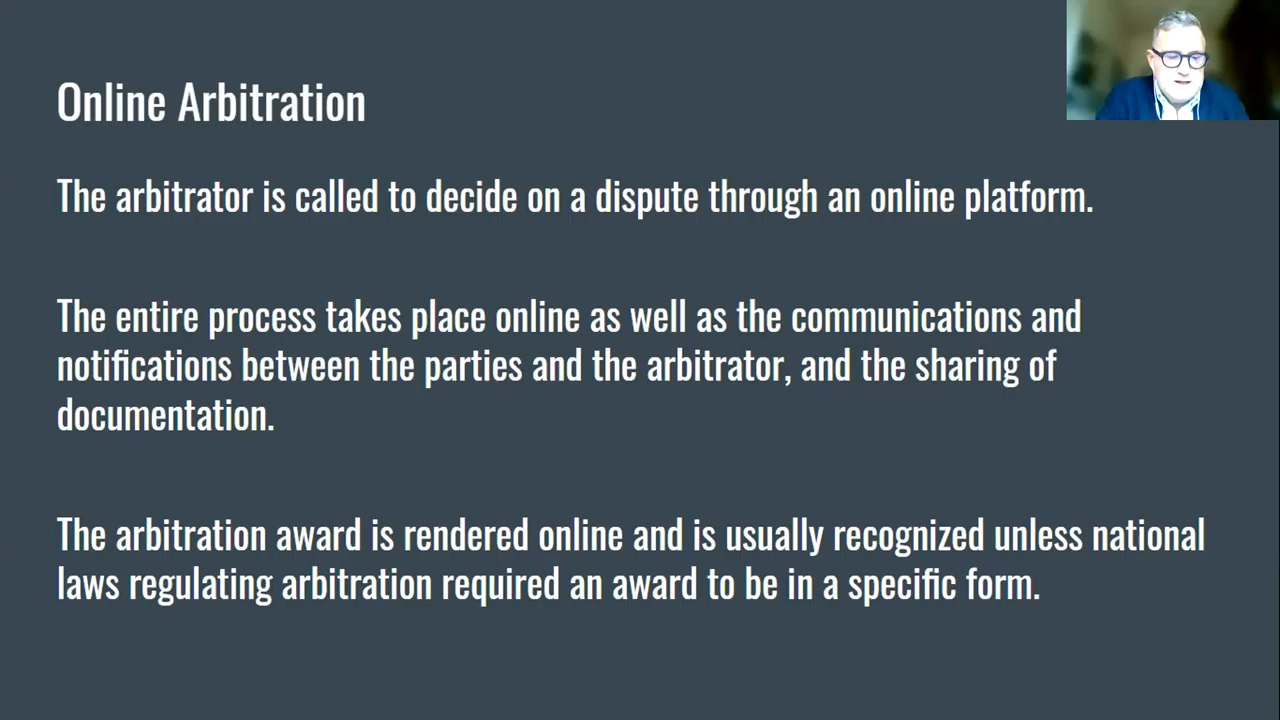 Online Arbitration
The arbitrator is called to decide on a dispute through an online platform.
The entire process takes place online as well as the communications and
notifications between the parties and the arbitrator, and the sharing of
documentation.
The arbitration award is rendered online and is usually recognized unless national
laws regulating arbitration required an award to be in a specific form.